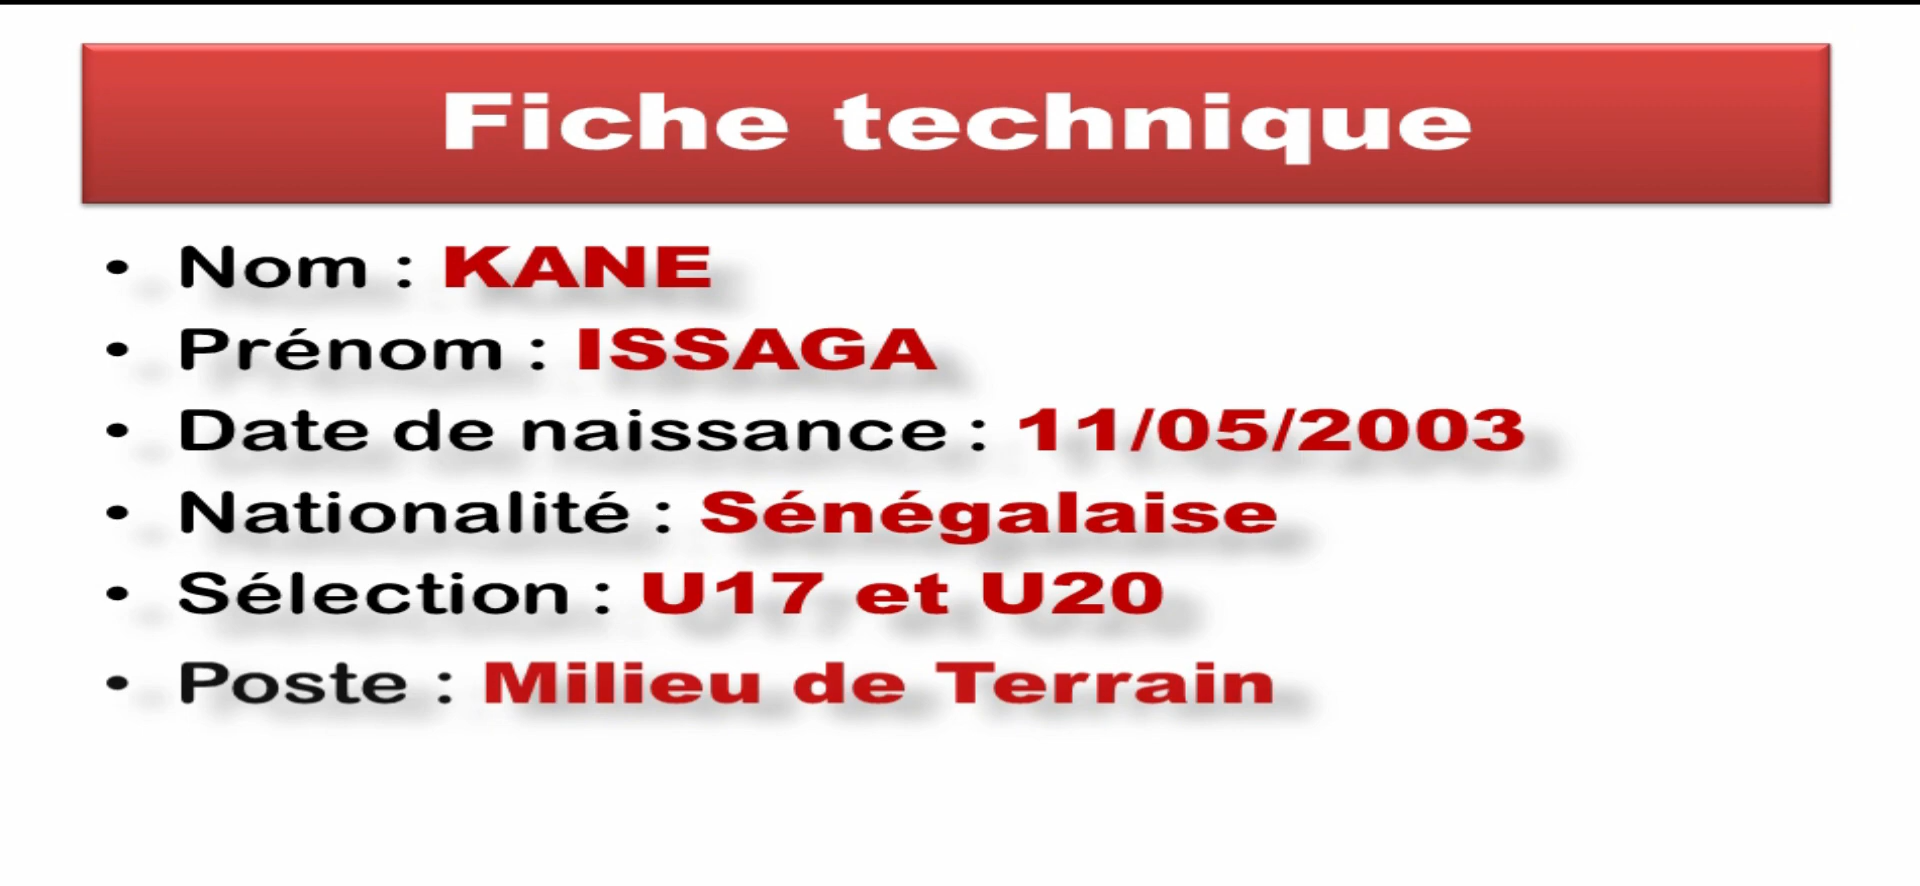 Fiche technique
• Nom : KANE
• Prénom : ISSAGA
• Date de naissance : 11/05/2003
• Nationalité : Sénégalaise
• Sélection : U17 et U20
• Poste : Milieu de Terrain